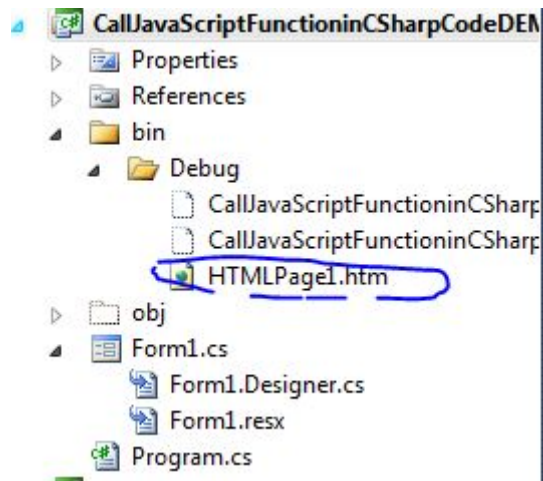 CallJavaScriptFunctioninCSharpCodeDEM
Properties
References
bin
Debug
CallJavaScriptFunctioninCSharp
CallJavaScriptFunctioninCSharp
HTMLPage1.htm
obj
Form1.cs
Form1.Designer.cs
Form1.resx
Program.cs